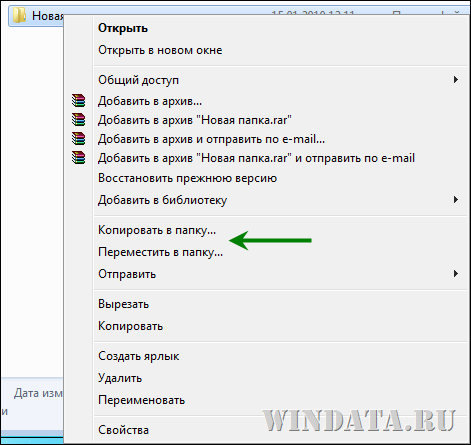 Новая
15.01.2010 12:11
Открыть
Открыть в новом окне
Общий доступ
Добавить в архив...
Добавить в архив "Новая папка.rar"
Добавить в архив и отправить по e-mail...
Добавить в архив "Новая папка.rar" и отправить по e-mail
Восстановить прежнюю версию
Добавить в библиотеку
Копировать в папку...
Переместить в папку...
Отправить
Вырезать
Копировать
Создать ярлык
Дата изм
Удалить
и
Переименовать
WINDATA.RU
Свойства